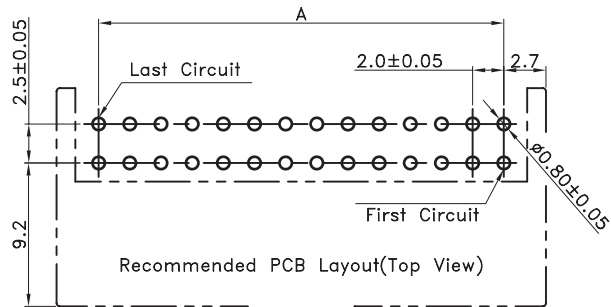 A
2.0±0.05
2.7
2.5±0.05
Last Circuit
ø0.80±0.05
First Circuit
9.2
Recommended PCB Layout(Top View)